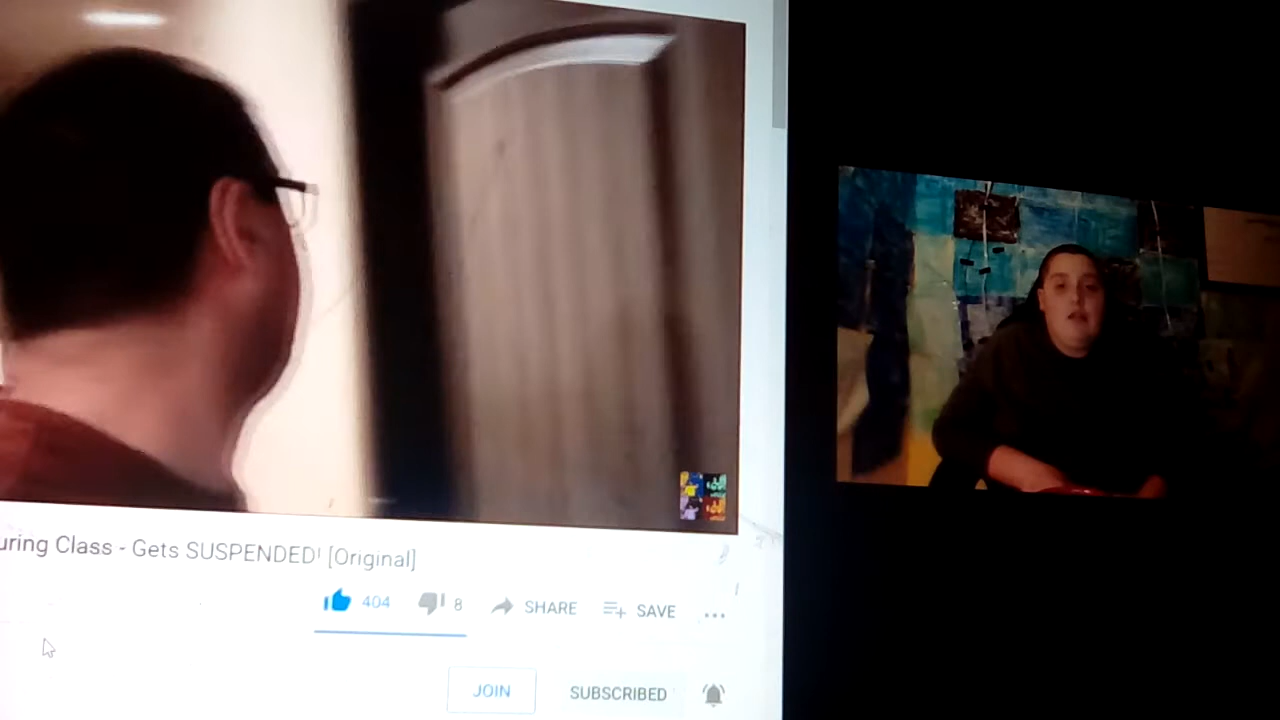 uring Class - Gets SUSPENDED! [Original]
404 8 SHARE SAVE
JOIN SUBSCRIBED